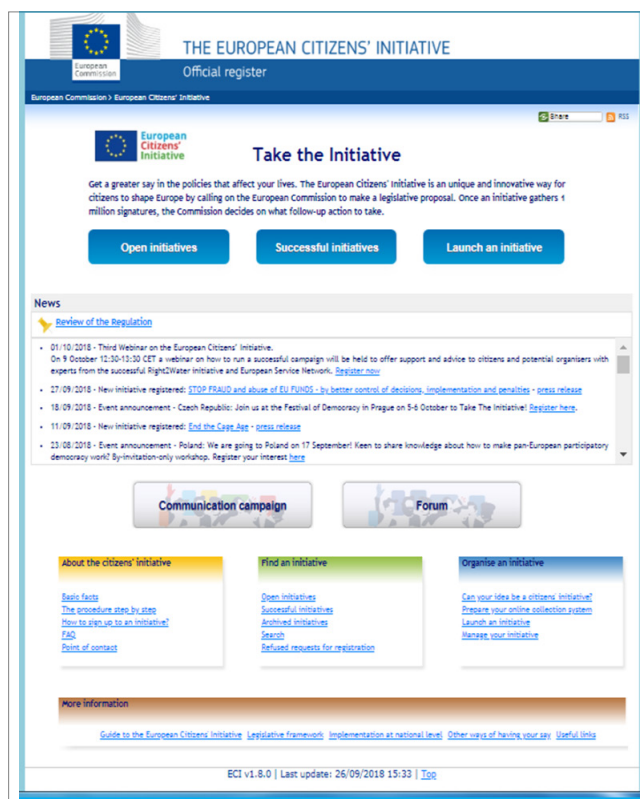 European
Commission
THE EUROPEAN CITIZENS' INITIATIVE
Official register
European Commission > European Citizens' Initiative
Share
RSS
European
Citizens'
Initiative
Take the Initiative
Get a greater say in the policies that affect your lives. The European Citizens' Initiative is an unique and innovative way for
citizens to shape Europe by calling on the European Commission to make a legislative proposal. Once an initiative gathers 1
million signatures, the Commission decides on what follow-up action to take.
Open initiatives
Successful initiatives
Launch an initiative
News
Review of the Regulation
• 01/10/2018 - Third Webinar on the European Citizens' Initiative.
On 9 October 12:30-13:30 CET a webinar on how to run a successful campaign will be held to offer support and advice to citizens and potential organisers with
experts from the successful Right2Water initiative and European Service Network. Register now
• 27/09/2018 - New initiative registered: STOP FRAUD and abuse of EU FUNDS - by better control of decisions, implementation and penalties - press release
• 18/09/2018 - Event announcement - Czech Republic: Join us at the Festival of Democracy in Prague on 5-6 October to Take The Initiative! Register here.
• 11/09/2018 - New initiative registered: End the Cage Age - press release
• 23/08/2018 - Event announcement - Poland: We are going to Poland on 17 September! Keen to share knowledge about how to make pan-European participatory
democracy work? By-invitation-only workshop. Register your interest here
Communication campaign
Forum
About the citizens' initiative
Basic facts
The procedure step by step
How to sign up to an initiative?
FAQ
Point of contact
Find an initiative
Open initiatives
Successful initiatives
Archived initiatives
Search
Refused requests for registration
Organise an initiative
Can your idea be a citizens' initiative?
Prepare your online collection system
Launch an initiative
Manage your initiative
More information
Guide to the European Citizens' Initiative Legislative framework Implementation at national level Other ways of having your say Useful links
ECI v1.8.0 | Last update: 26/09/2018 15:33 | Top